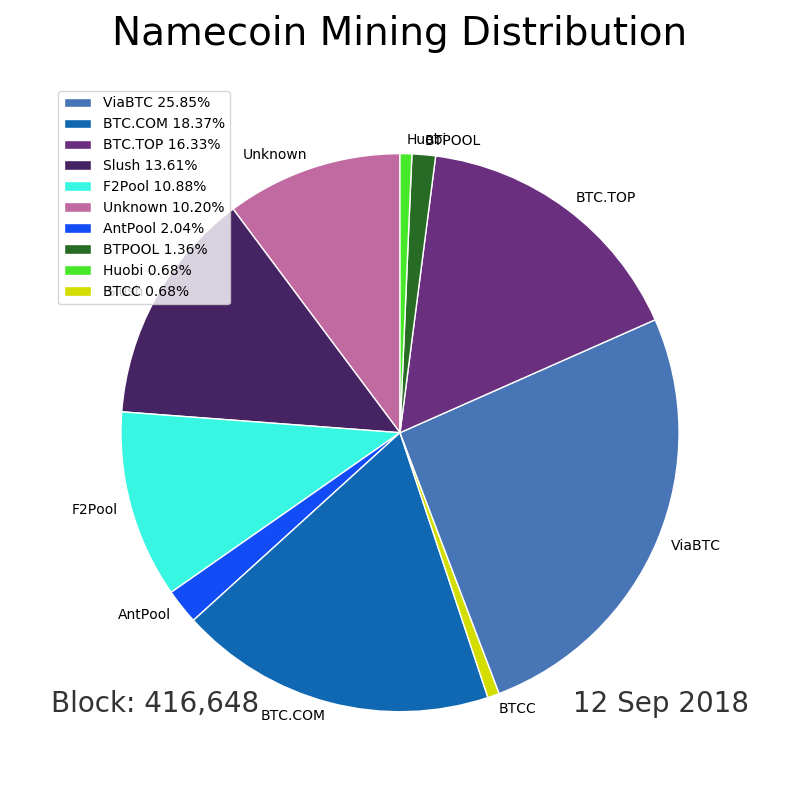 Namecoin Mining Distribution
ViaBTC 25.85%
BTC.COM 18.37%
BTC.TOP 16.33%
Slush 13.61%
F2Pool 10.88%
Unknown 10.20%
AntPool 2.04%
BTPOOL 1.36%
Huobi 0.68%
BTCC 0.68%
Unknown
Huobi
BTPOOL
BTC.TOP
F2Pool
ViaBTC
AntPool
BTC.COM
BTCC
Block: 416,648
12 Sep 2018